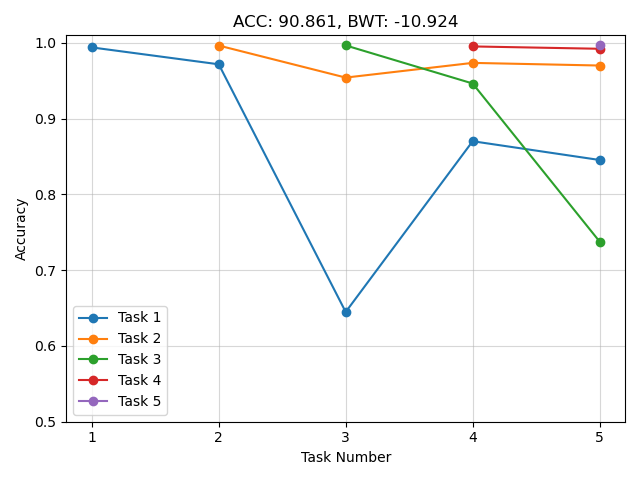 ACC: 90.861, BWT: -10.924
1.0
0.9
0.8
0.7
0.6
0.5
Accuracy
Task 1
Task 2
Task 3
Task 4
Task 5
1 2 3 4 5
Task Number